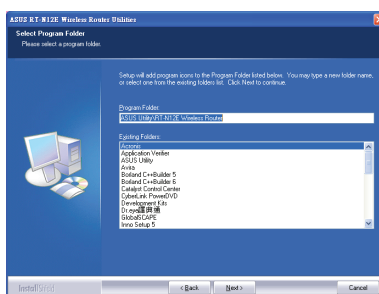 ASUS RT-N12E Wireless Router Utilities
Select Program Folder
Please select a program folder.
Setup will add program icons to the Program Folder listed below. You may type a new folder name, or select one from the existing folders list. Click Next to continue.
Program Folder:
ASUS Utility\RT-N12E Wireless Router
Existing Folders:
Acronis
Application Verifier
ASUS Utility
Avira
Borland C++Builder 5
Borland C++Builder 6
Catalyst Control Center
CyberLink PowerDVD
Development Kits
Dr.eye
GlobalSCAPE
Inno Setup 5
InstallShield
< Back
Next >
Cancel